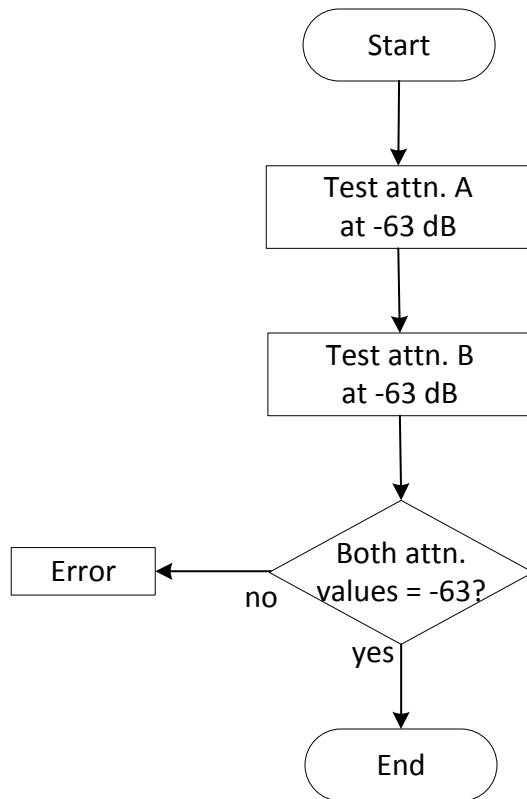 Start
Test attn. A
at -63 dB
Test attn. B
at -63 dB
Both attn.
values = -63?
Error
no
yes
End